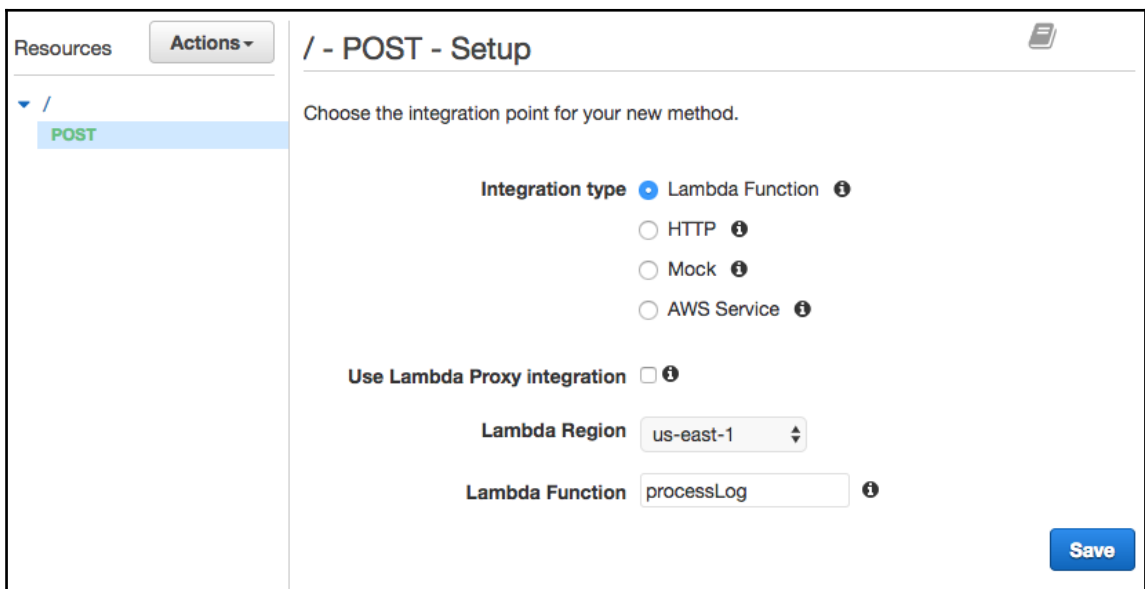 Resources
Actions
/
POST
/ - POST - Setup
Choose the integration point for your new method.
Integration type
Lambda Function
HTTP
Mock
AWS Service
Use Lambda Proxy integration
Lambda Region
us-east-1
Lambda Function
processLog
Save